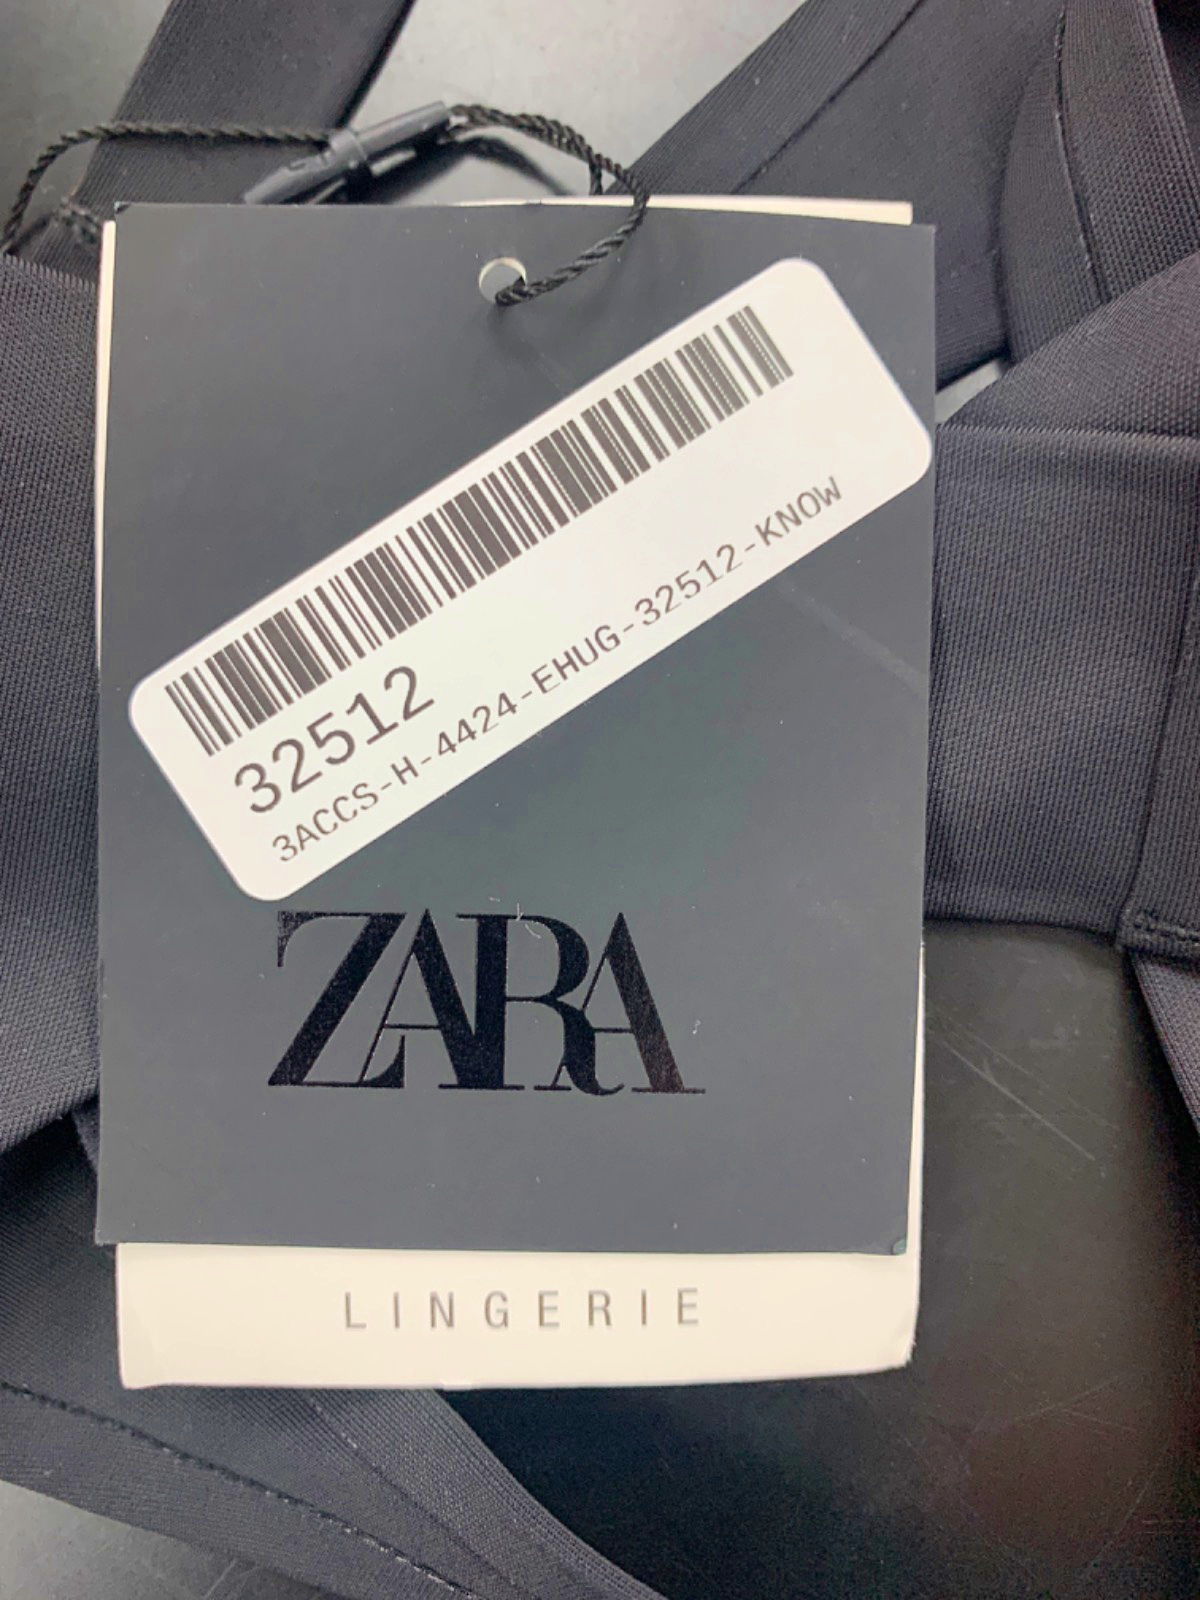 32512
3ACCS-H-4424-EHUG-32512-KNOW
ZARA
LINGERIE